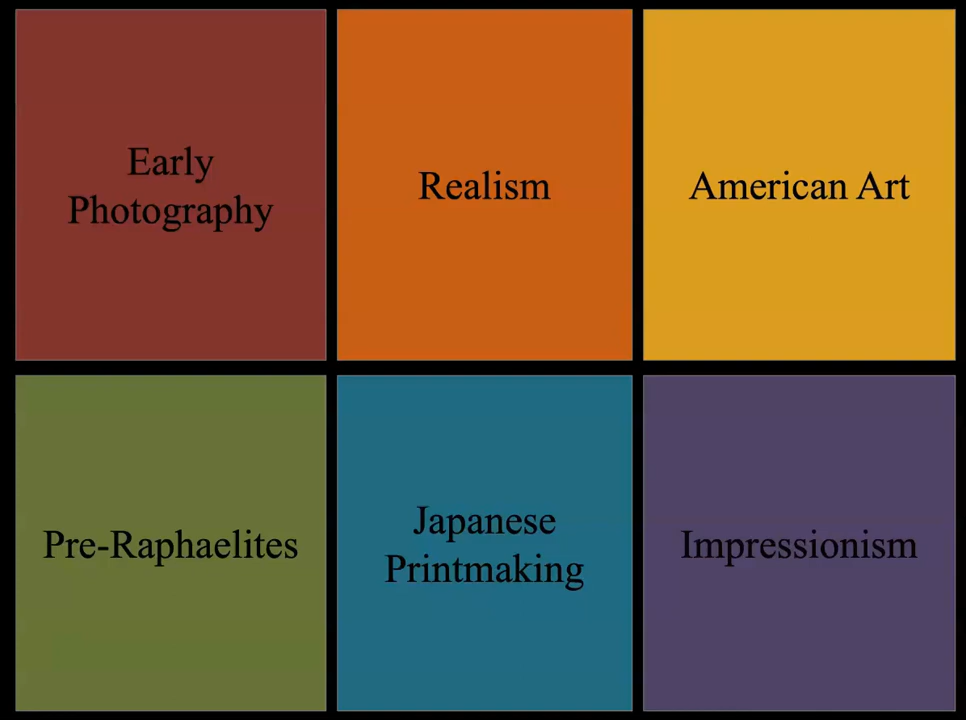 Early
Photography
Realism
American Art
Pre-Raphaelites
Japanese
Printmaking
Impressionism